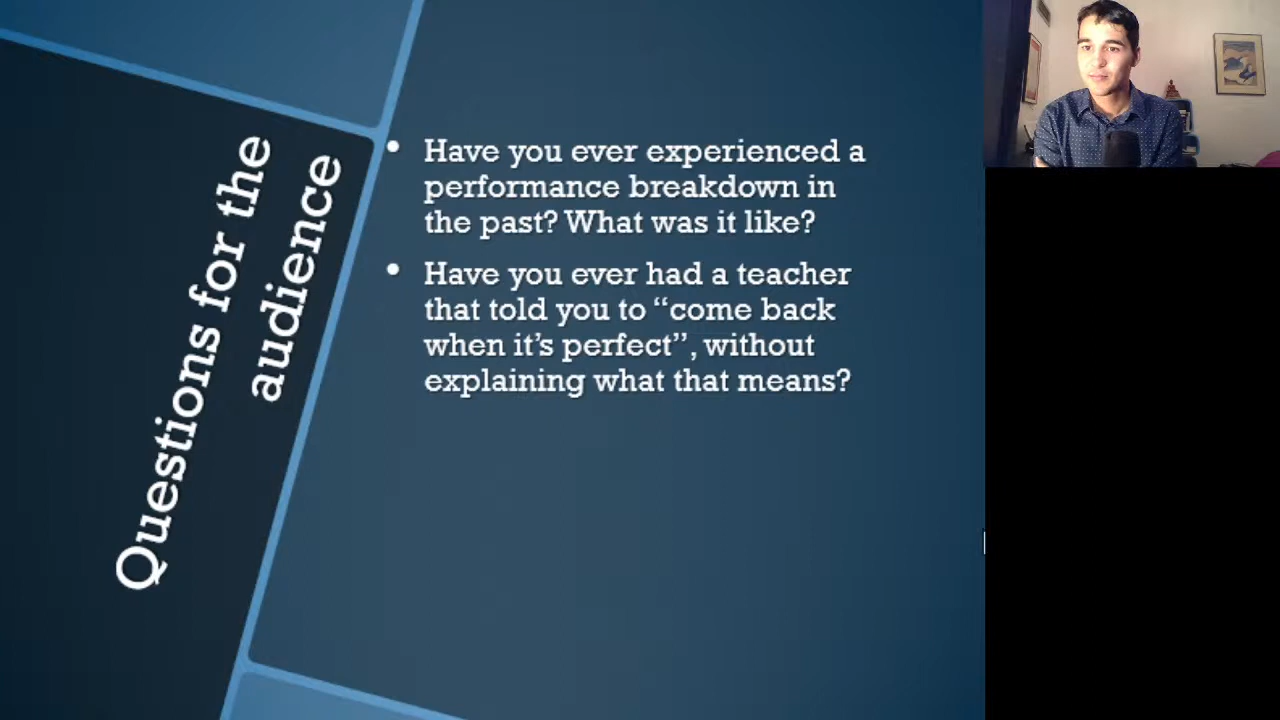 Questions for the
audience
• Have you ever experienced a
performance breakdown in
the past? What was it like?
• Have you ever had a teacher
that told you to “come back
when it’s perfect”, without
explaining what that means?